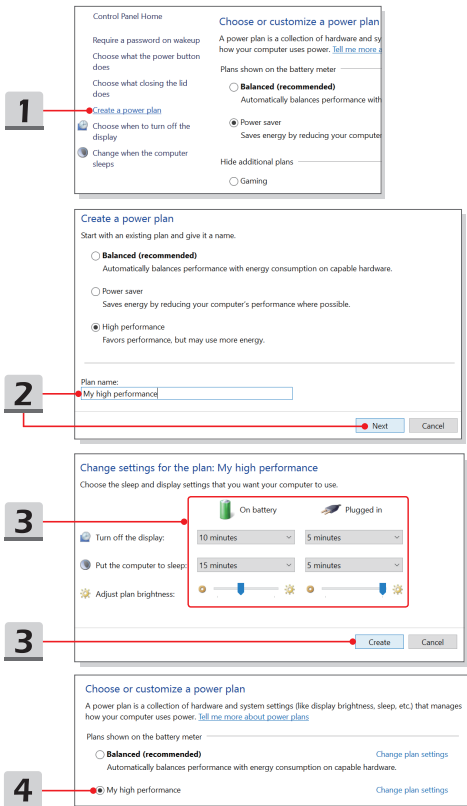 Control Panel Home
Require a password on wakeup
Choose what the power button
does
Choose what closing the lid
does
Create a power plan
Choose when to turn off the
display
Change when the computer
sleeps
Choose or customize a power plan
A power plan is a collection of hardware and sy
how your computer uses power. Tell me more a
Plans shown on the battery meter
Balanced (recommended)
Automatically balances performance with
Power saver
Saves energy by reducing your computer
Hide additional plans
Gaming
1
Create a power plan
Start with an existing plan and give it a name.
Balanced (recommended)
Automatically balances performance with energy consumption on capable hardware.
Power saver
Saves energy by reducing your computer's performance where possible.
High performance
Favors performance, but may use more energy.
Plan name:
2
My high performance
Next Cancel
Change settings for the plan: My high performance
Choose the sleep and display settings that you want your computer to use.
On battery Plugged in
3
Turn off the display: 10 minutes 5 minutes
Put the computer to sleep: 15 minutes 5 minutes
Adjust plan brightness:
3
Create Cancel
Choose or customize a power plan
A power plan is a collection of hardware and system settings (like display brightness, sleep, etc.) that manages
how your computer uses power. Tell me more about power plans
Plans shown on the battery meter
Balanced (recommended) Change plan settings
Automatically balances performance with energy consumption on capable hardware.
4
My high performance Change plan settings